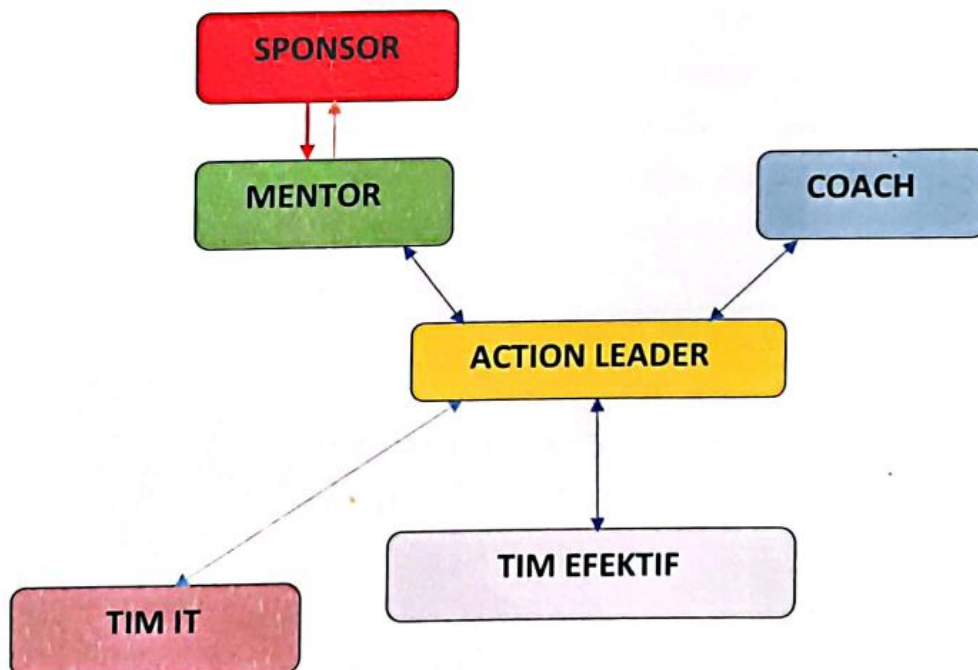 SPONSOR
MENTOR
COACH
ACTION LEADER
TIM EFEKTIF
TIM IT